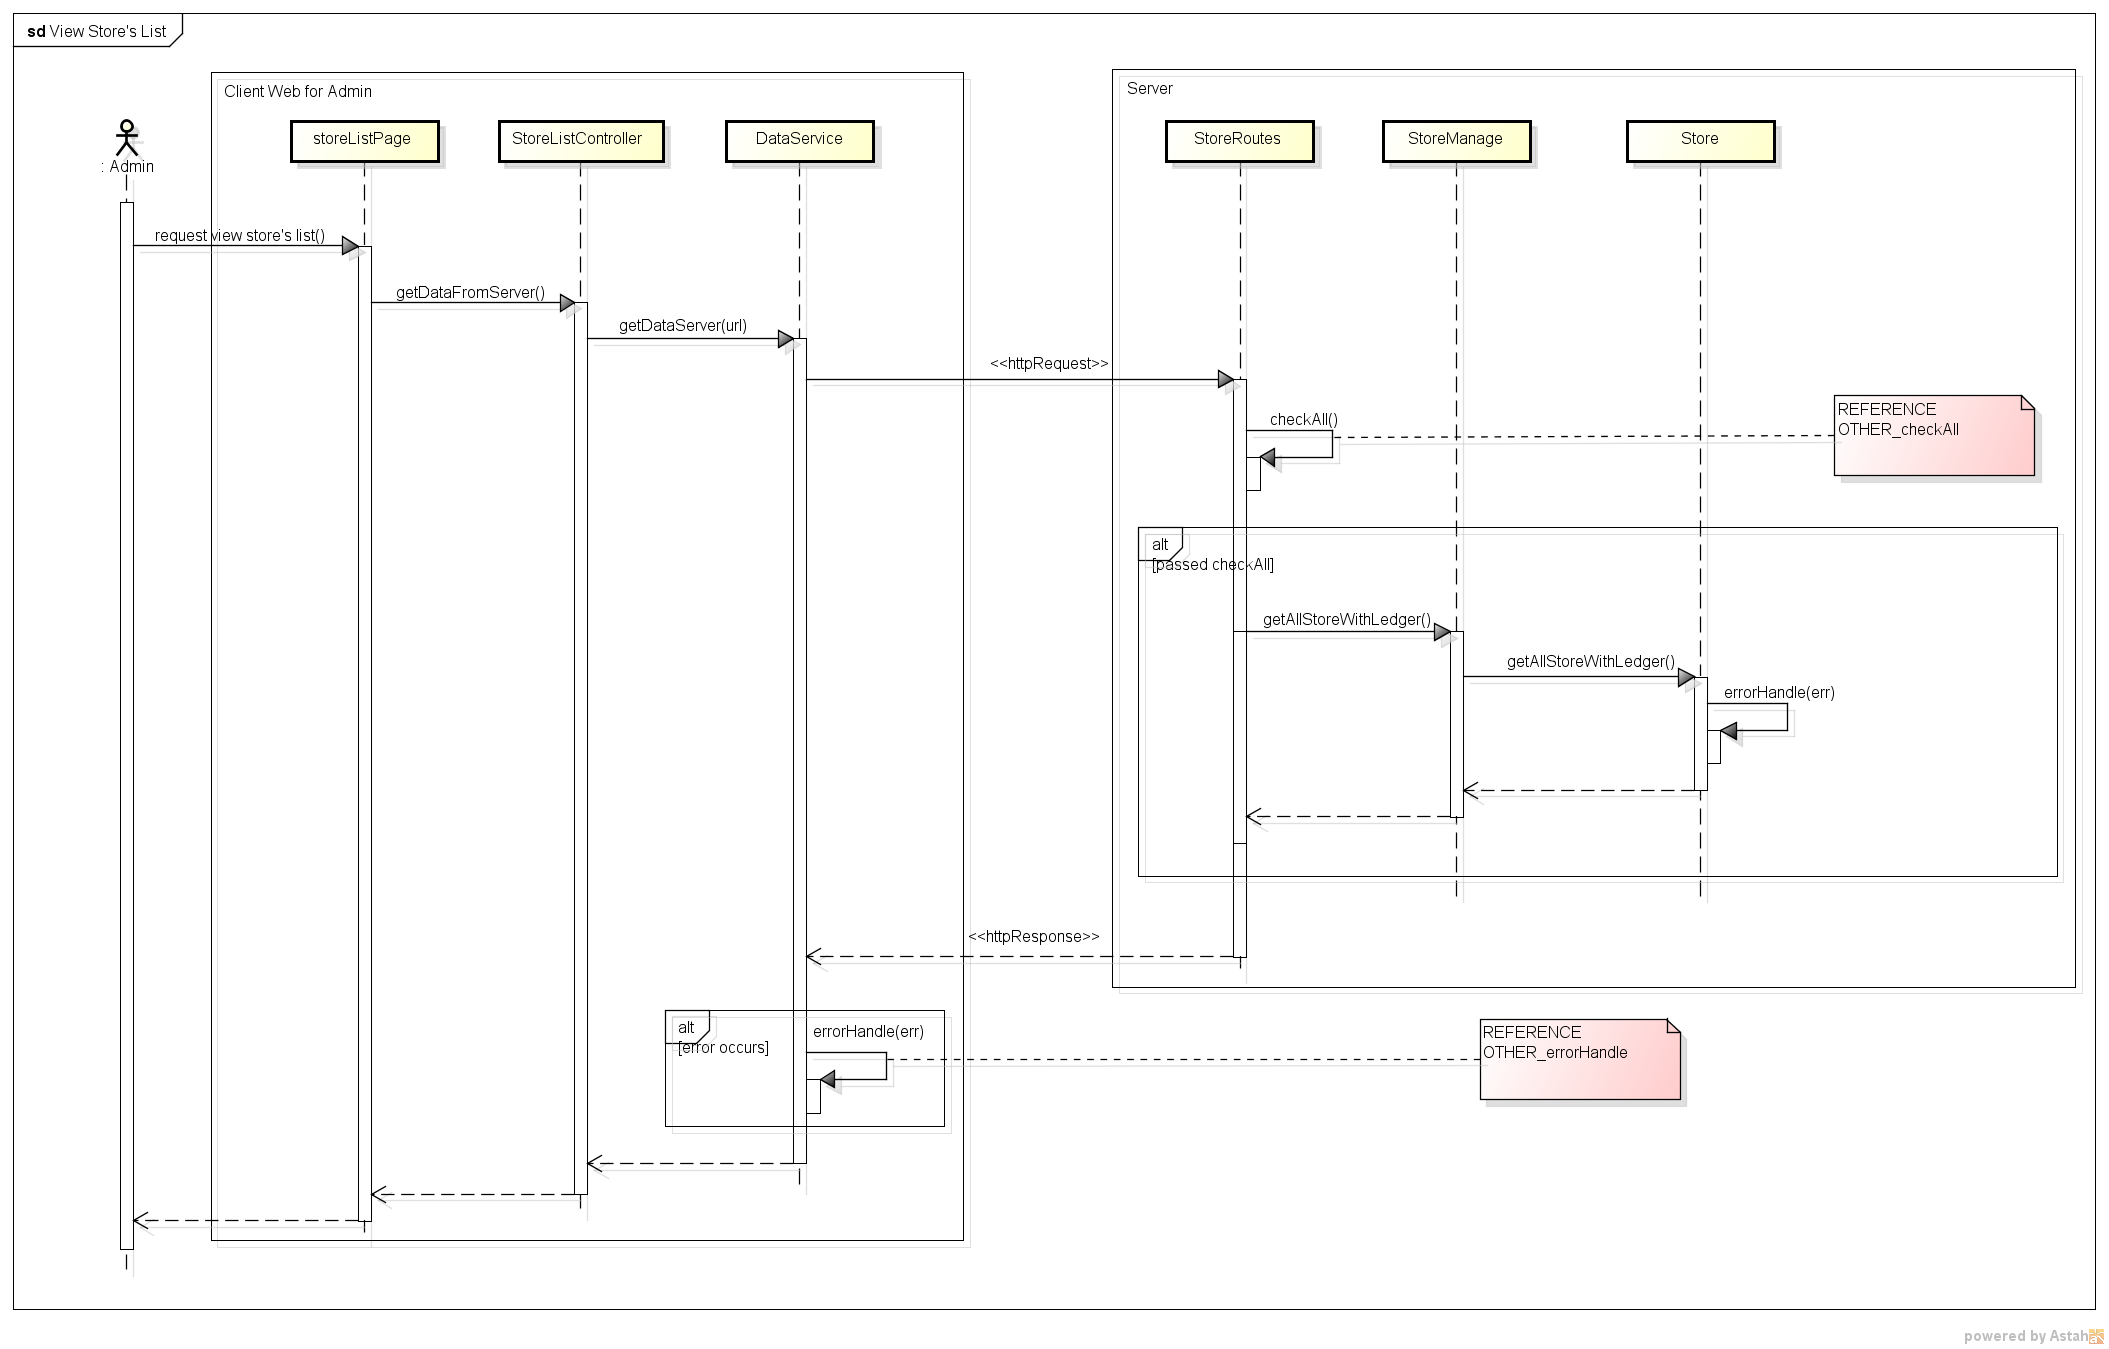 sd View Store's List
Client Web for Admin
Server
: Admin
storeListPage
StoreListController
DataService
StoreRoutes
StoreManage
Store
request view store's list()
getDataFromServer()
getDataServer(url)
<<httpRequest>>
checkAll()
REFERENCE
OTHER_checkAll
alt
[passed checkAll]
getAllStoreWithLedger()
getAllStoreWithLedger()
errorHandle(err)
<<httpResponse>>
alt
[error occurs]
errorHandle(err)
REFERENCE
OTHER_errorHandle
powered by Astah